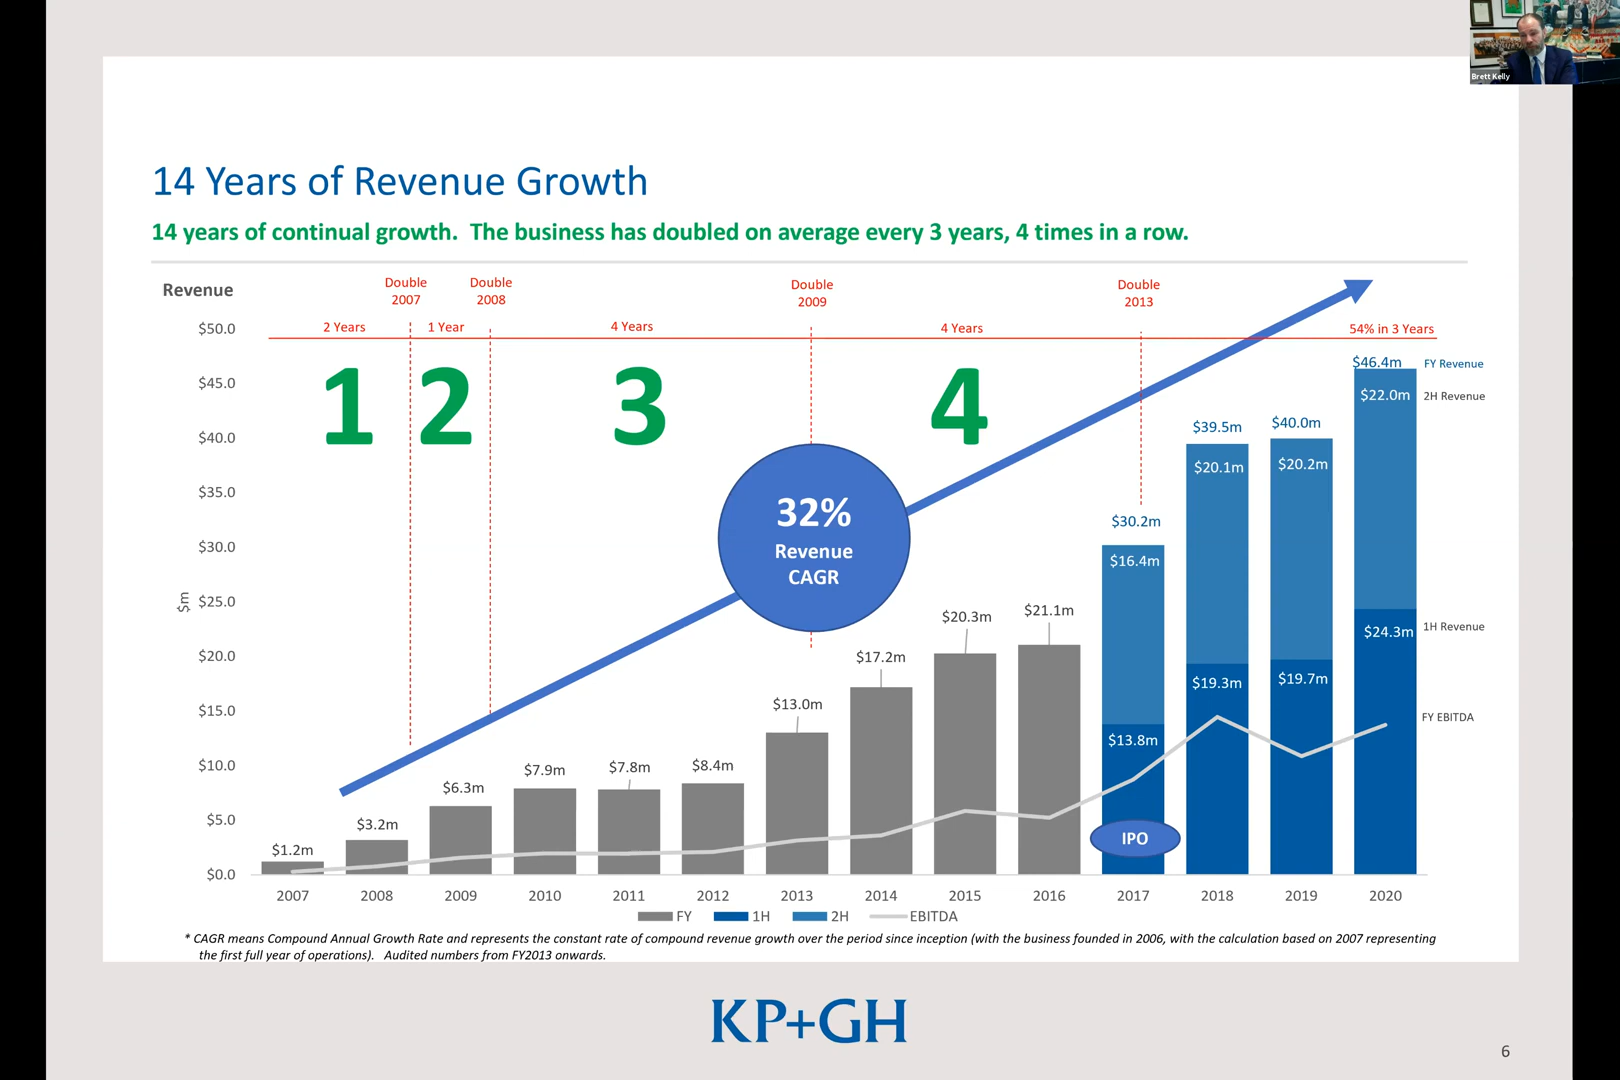 Brett Kelly
14 Years of Revenue Growth
14 years of continual growth.  The business has doubled on average every 3 years, 4 times in a row.
Revenue
Double
2007
Double
2008
Double
2009
Double
2013
2 Years
1 Year
4 Years
4 Years
54% in 3 Years
1
2
3
4
32%
Revenue
CAGR
$m
$50.0
$45.0
$40.0
$35.0
$30.0
$25.0
$20.0
$15.0
$10.0
$5.0
$0.0
$1.2m
$3.2m
$6.3m
$7.9m
$7.8m
$8.4m
$13.0m
$17.2m
$20.3m
$21.1m
$30.2m
$16.4m
$13.8m
IPO
$39.5m
$20.1m
$19.3m
$40.0m
$20.2m
$19.7m
$46.4m
$22.0m
$24.3m
FY Revenue
2H Revenue
1H Revenue
FY EBITDA
2007 2008 2009 2010 2011 2012 2013 2014 2015 2016 2017 2018 2019 2020
FY 1H 2H EBITDA
* CAGR means Compound Annual Growth Rate and represents the constant rate of compound revenue growth over the period since inception (with the business founded in 2006, with the calculation based on 2007 representing
the first full year of operations).   Audited numbers from FY2013 onwards.
KP+GH
6